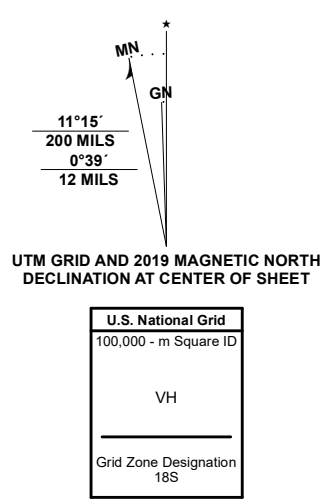 ★
MN
GN
11°15´
200 MILS
0°39´
12 MILS
UTM GRID AND 2019 MAGNETIC NORTH
DECLINATION AT CENTER OF SHEET
U.S. National Grid
100,000 - m Square ID
VH
Grid Zone Designation
18S